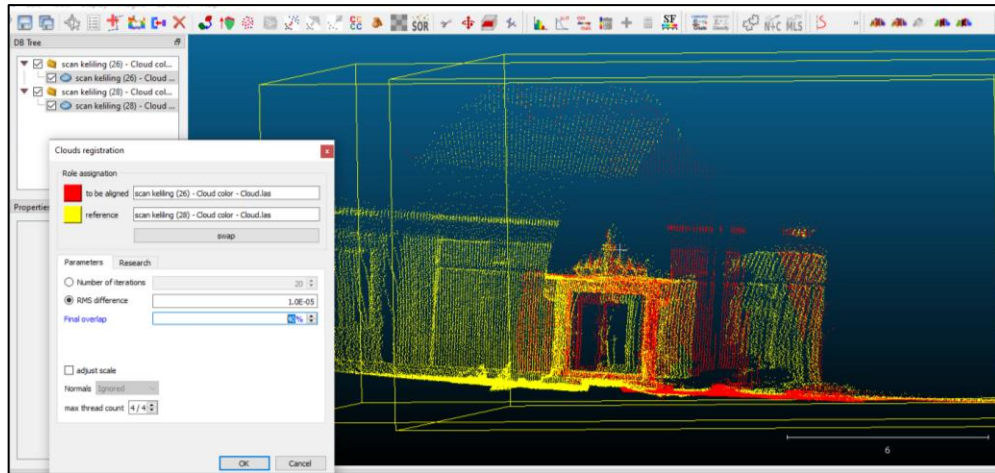 SOR
SF
N+C
MLS
DB Tree
scan keliling (26) - Cloud col...
scan keliling (26) - Cloud ...
scan keliling (28) - Cloud col...
scan keliling (28) - Cloud ...
Properties
Clouds registration
Role assignation
to be aligned scan keliling (26) - Cloud color - Cloud.las
reference scan keliling (28) - Cloud color - Cloud.las
swap
Parameters Research
Number of iterations 20
RMS difference 1.0E-05
Final overlap %
adjust scale
Normals Ignored
max thread count 4 / 4
OK Cancel
6